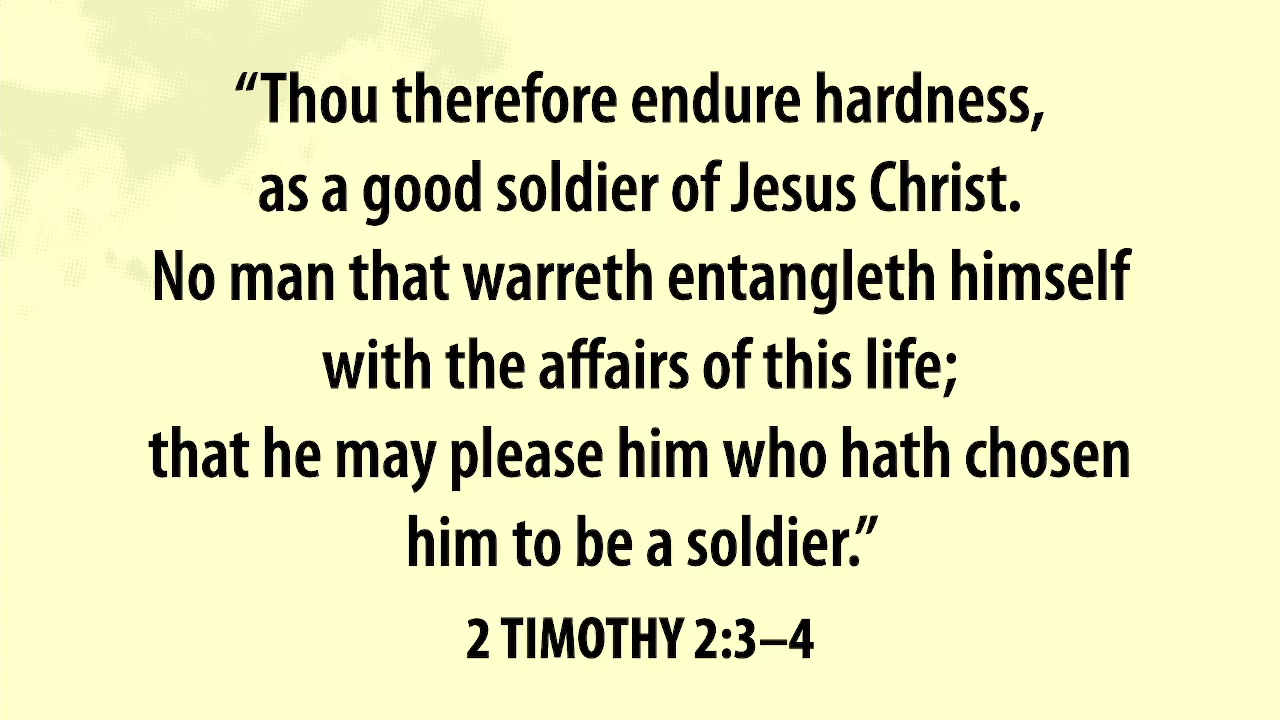 “Thou therefore endure hardness,
as a good soldier of Jesus Christ.
No man that warreth entangleth himself
with the affairs of this life;
that he may please him who hath chosen
him to be a soldier.”
2 TIMOTHY 2:3–4